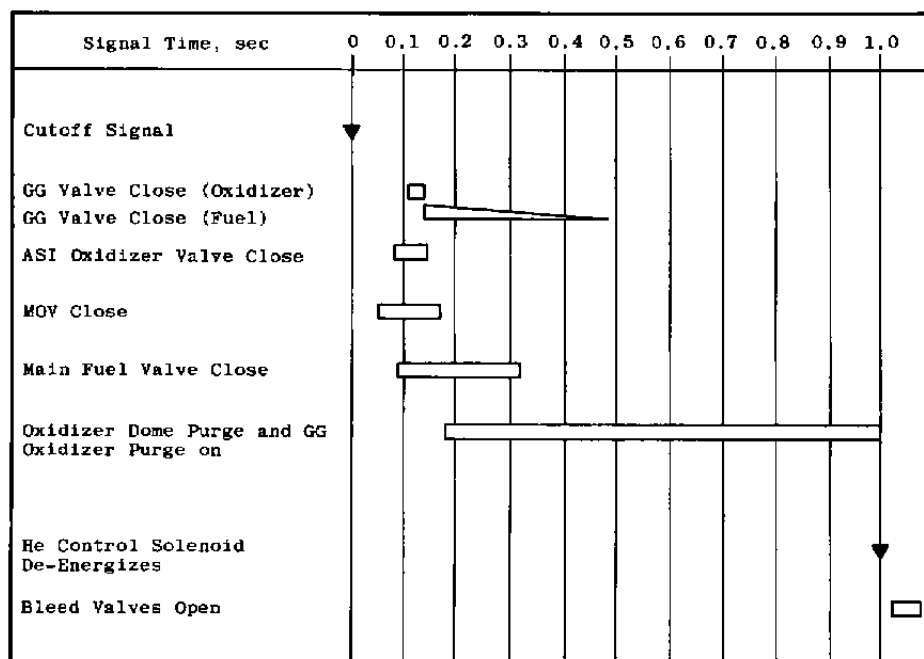 Signal Time, sec 0 0.1 0.2 0.3 0.4 0.5 0.6 0.7 0.8 0.9 1.0
Cutoff Signal
GG Valve Close (Oxidizer)
GG Valve Close (Fuel)
ASI Oxidizer Valve Close
MOV Close
Main Fuel Valve Close
Oxidizer Dome Purge and GG
Oxidizer Purge on
He Control Solenoid
De-Energizes
Bleed Valves Open